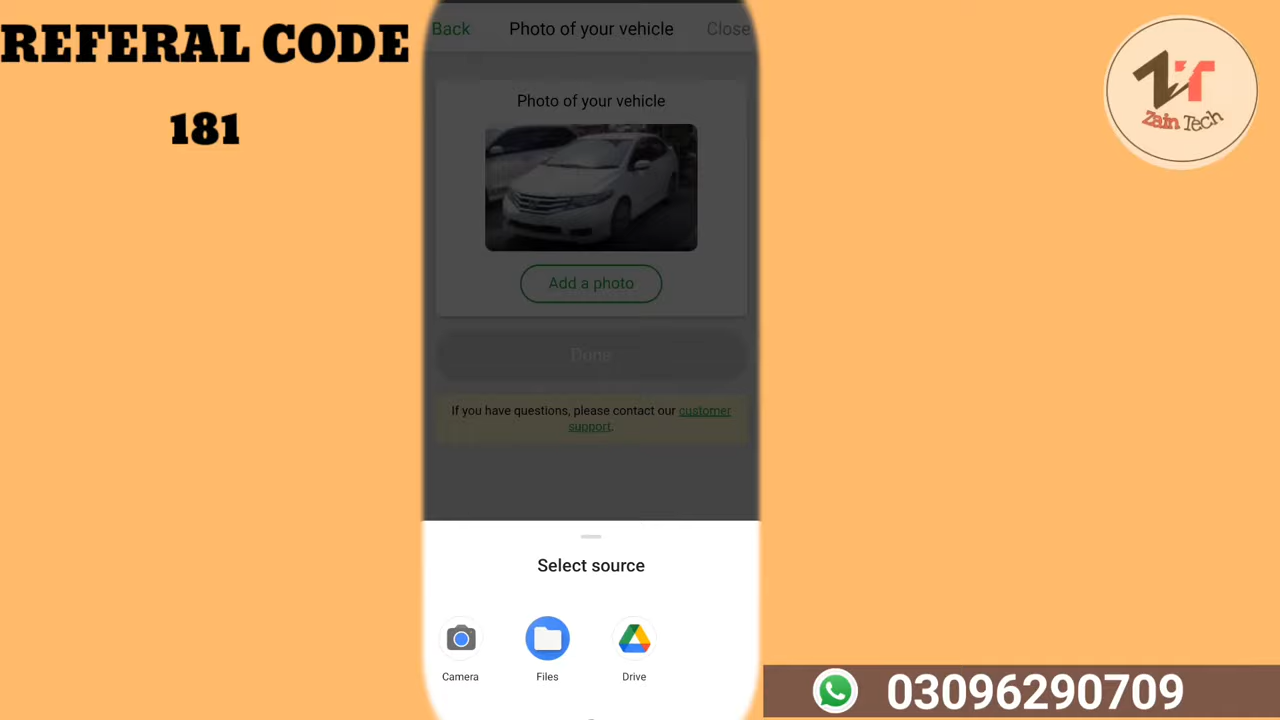 REFERAL CODE
181
Back Photo of your vehicle Close
Photo of your vehicle
Add a photo
Done
If you have questions, please contact our customer
support.
Select source
Camera Files Drive
ZT
Zain Tech
03096290709